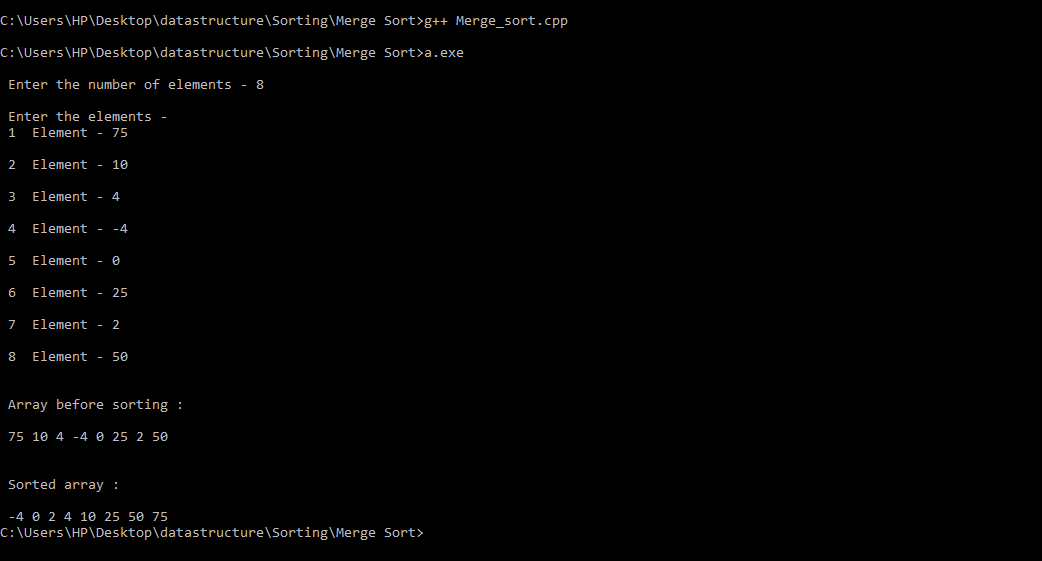 C:\Users\HP\Desktop\datastructure\Sorting\Merge Sort>g++ Merge_sort.cpp
C:\Users\HP\Desktop\datastructure\Sorting\Merge Sort>a.exe
Enter the number of elements - 8
Enter the elements -
1  Element - 75
2  Element - 10
3  Element - 4
4  Element - -4
5  Element - 0
6  Element - 25
7  Element - 2
8  Element - 50
Array before sorting :
75 10 4 -4 0 25 2 50
Sorted array :
-4 0 2 4 10 25 50 75
C:\Users\HP\Desktop\datastructure\Sorting\Merge Sort>